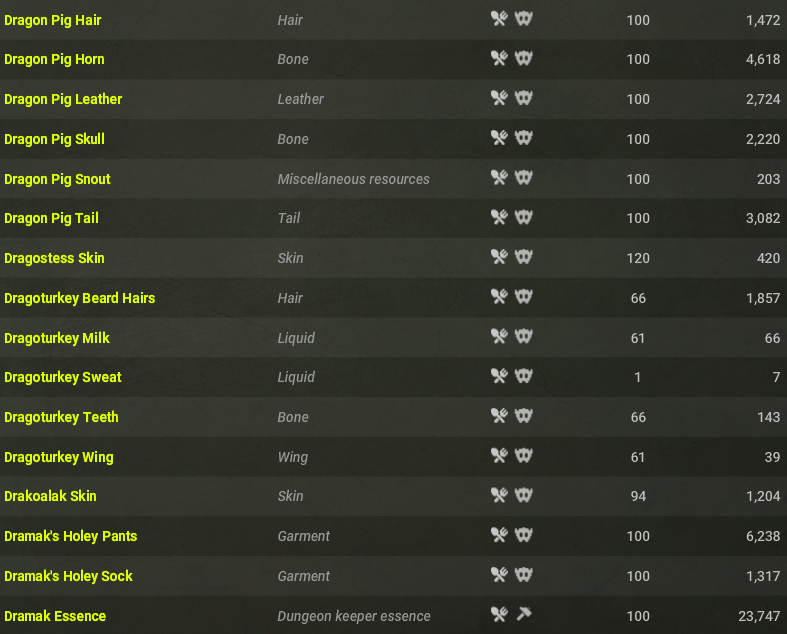 Dragon Pig Hair Hair 100 1,472
Dragon Pig Horn Bone 100 4,618
Dragon Pig Leather Leather 100 2,724
Dragon Pig Skull Bone 100 2,220
Dragon Pig Snout Miscellaneous resources 100 203
Dragon Pig Tail Tail 100 3,082
Dragostess Skin Skin 120 420
Dragoturkey Beard Hairs Hair 66 1,857
Dragoturkey Milk Liquid 61 66
Dragoturkey Sweat Liquid 1 7
Dragoturkey Teeth Bone 66 143
Dragoturkey Wing Wing 61 39
Drakoalak Skin Skin 94 1,204
Dramak's Holey Pants Garment 100 6,238
Dramak's Holey Sock Garment 100 1,317
Dramak Essence Dungeon keeper essence 100 23,747